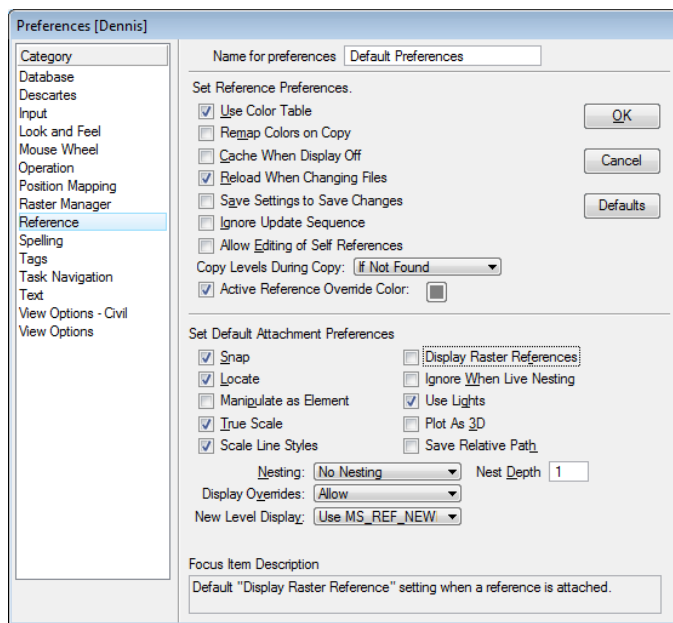 Preferences [Dennis]
Category
Database
Descartes
Input
Look and Feel
Mouse Wheel
Operation
Position Mapping
Raster Manager
Reference
Spelling
Tags
Task Navigation
Text
View Options - Civil
View Options
Name for preferences Default Preferences
Set Reference Preferences.
Use Color Table
Remap Colors on Copy
Cache When Display Off
Reload When Changing Files
Save Settings to Save Changes
Ignore Update Sequence
Allow Editing of Self References
Copy Levels During Copy: If Not Found
Active Reference Override Color:
OK
Cancel
Defaults
Set Default Attachment Preferences
Snap
Locate
Manipulate as Element
True Scale
Scale Line Styles
Display Raster References
Ignore When Live Nesting
Use Lights
Plot As 3D
Save Relative Path
Nesting: No Nesting Nest Depth 1
Display Overrides: Allow
New Level Display: Use MS_REF_NEW
Focus Item Description
Default "Display Raster Reference" setting when a reference is attached.